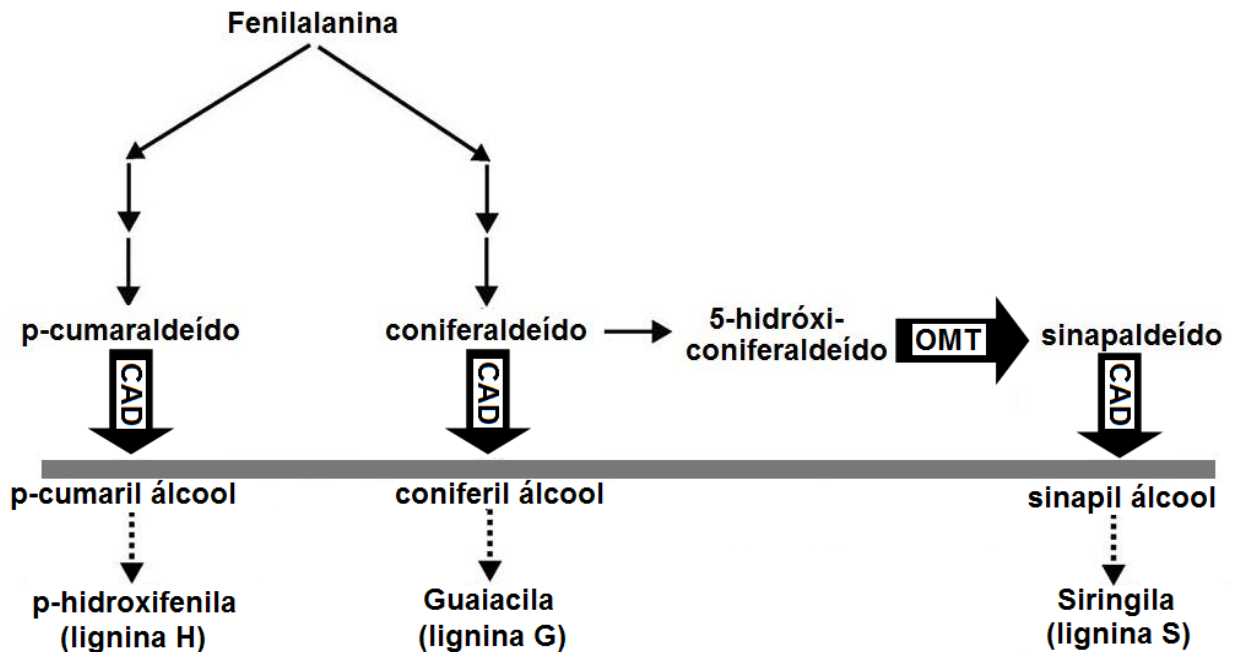 Fenilalanina
p-cumaraldeído
coniferaldeído
5-hidróxi-
coniferaldeído
OMT
sinapaldeído
CAD
CAD
CAD
p-cumaril álcool
coniferil álcool
sinapil álcool
p-hidroxifenila
(lignina H)
Guaiacila
(lignina G)
Siringila
(lignina S)